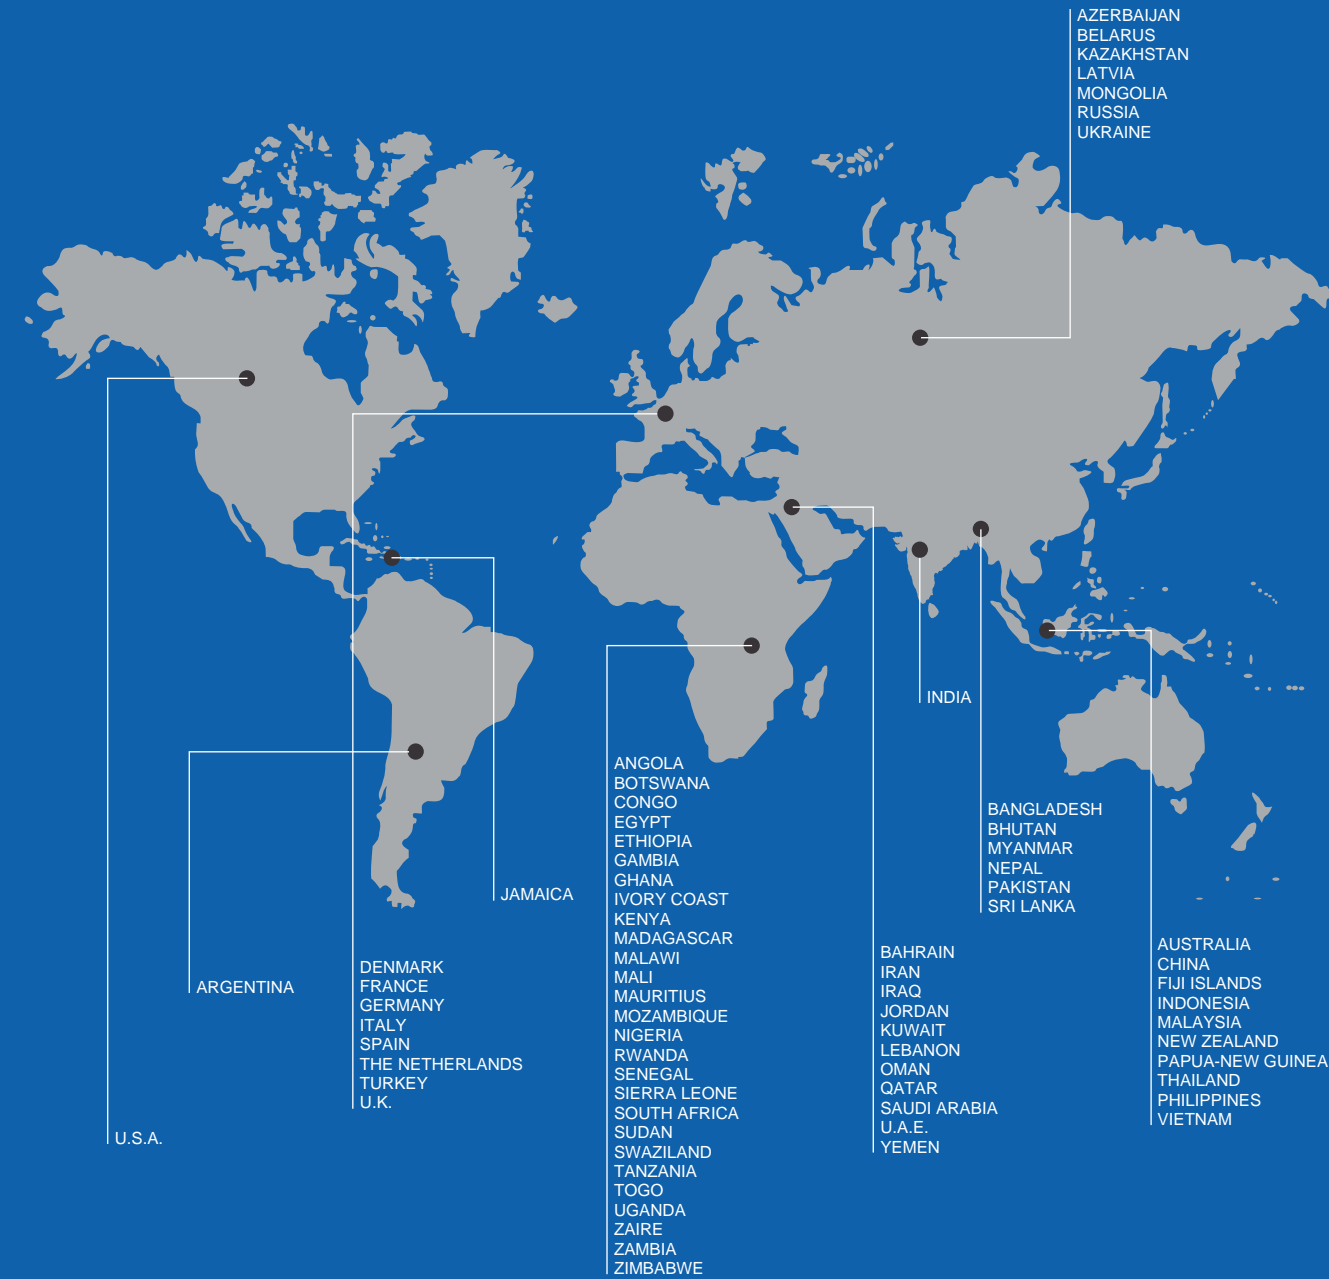 AZERBAIJAN
BELARUS
KAZAKHSTAN
LATVIA
MONGOLIA
RUSSIA
UKRAINE
INDIA
ANGOLA
BOTSWANA
CONGO
EGYPT
ETHIOPIA
GAMBIA
GHANA
IVORY COAST
KENYA
MADAGASCAR
MALAWI
MALI
MAURITIUS
MOZAMBIQUE
NIGERIA
RWANDA
SENEGAL
SIERRA LEONE
SOUTH AFRICA
SUDAN
SWAZILAND
TANZANIA
TOGO
UGANDA
ZAIRE
ZAMBIA
ZIMBABWE
BANGLADESH
BHUTAN
MYANMAR
NEPAL
PAKISTAN
SRI LANKA
JAMAICA
AUSTRALIA
CHINA
FIJI ISLANDS
INDONESIA
MALAYSIA
NEW ZEALAND
PAPUA-NEW GUINEA
THAILAND
PHILIPPINES
VIETNAM
BAHRAIN
IRAN
IRAQ
JORDAN
KUWAIT
LEBANON
OMAN
QATAR
SAUDI ARABIA
U.A.E.
YEMEN
DENMARK
FRANCE
GERMANY
ITALY
SPAIN
THE NETHERLANDS
TURKEY
U.K.
ARGENTINA
U.S.A.